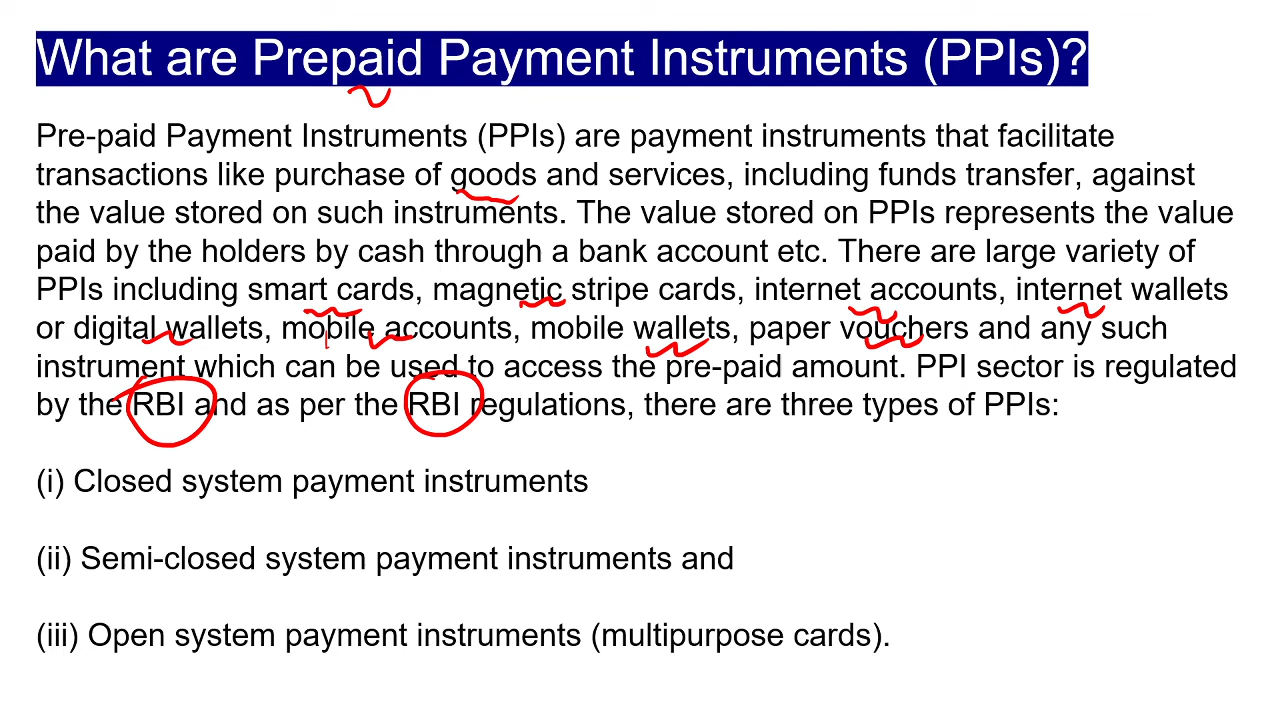 What are Prepaid Payment Instruments (PPIs)?
Pre-paid Payment Instruments (PPIs) are payment instruments that facilitate
transactions like purchase of goods and services, including funds transfer, against
the value stored on such instruments. The value stored on PPIs represents the value
paid by the holders by cash through a bank account etc. There are large variety of
PPIs including smart cards, magnetic stripe cards, internet accounts, internet wallets
or digital wallets, mobile accounts, mobile wallets, paper vouchers and any such
instrument which can be used to access the pre-paid amount. PPI sector is regulated
by the RBI and as per the RBI regulations, there are three types of PPIs:
(i) Closed system payment instruments
(ii) Semi-closed system payment instruments and
(iii) Open system payment instruments (multipurpose cards).